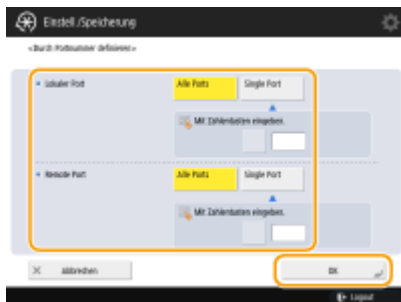 Einstell./Speicherung
<Durch Portnummer definieren>
Lokaler Port
Alle Ports
Single Port
Mit Zahlentasten eingeben.
Remote Port
Alle Ports
Single Port
Mit Zahlentasten eingeben.
Abbrechen
OK
Logout